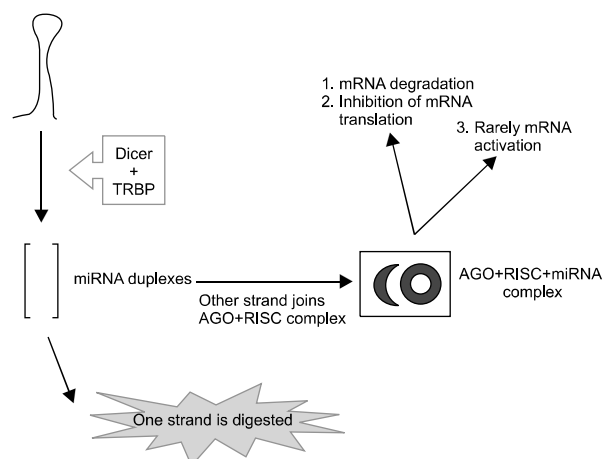 1. mRNA degradation
2. Inhibition of mRNA
translation
3. Rarely mRNA
activation
Dicer
+
TRBP
miRNA duplexes
Other strand joins
AGO+RISC complex
AGO+RISC+miRNA
complex
One strand is digested